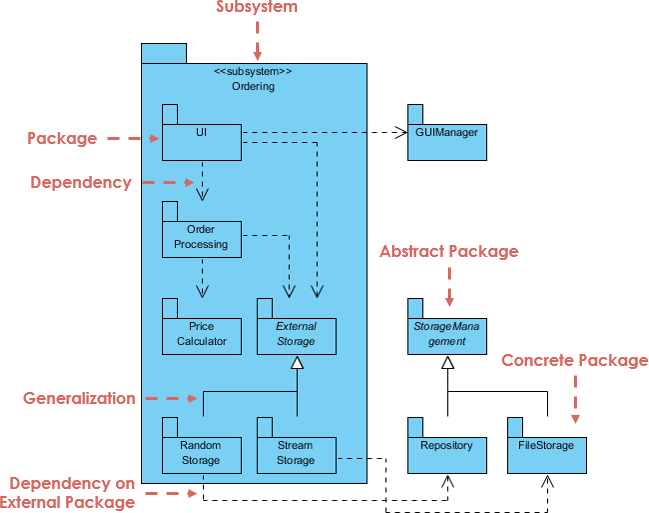 Subsystem
<<subsystem>>
Ordering
Package
UI
GUIManager
Dependency
Order
Processing
Abstract Package
Price
Calculator
External
Storage
StorageMana
gement
Concrete Package
Generalization
Random
Storage
Stream
Storage
Repository
FileStorage
Dependency on
External Package